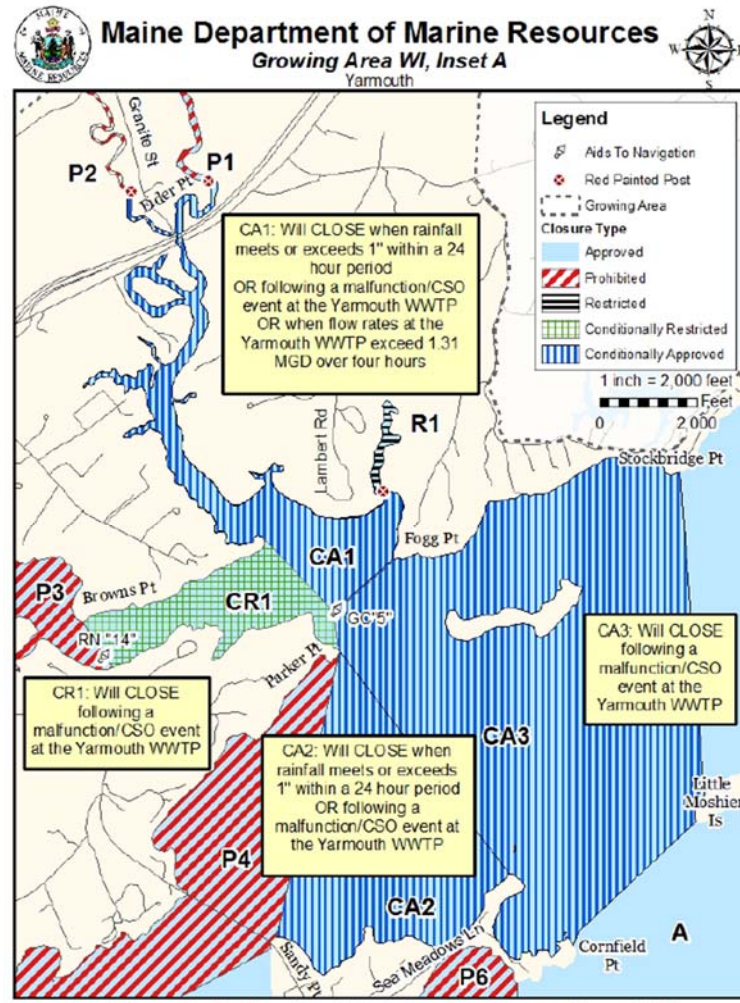 Maine Department of Marine Resources
Growing Area WI, Inset A
Yarmouth
MAINE
MARINE RESOURCES
N
W
S
Legend
Aids To Navigation
Red Painted Post
Growing Area
Closure Type
Approved
Prohibited
Restricted
Conditionally Restricted
Conditionally Approved
1 inch = 2,000 feet
Feet
0 2 000
Granite St
P2
P1
Elder Pt
CA1: Will CLOSE when rainfall
meets or exceeds 1" within a 24
hour period
OR following a malfunction/CSO
event at the Yarmouth WWTP
OR when flow rates at the
Yarmouth WWTP exceed 1.31
MGD over four hours
Lambert Rd
R1
Stockbridge Pt
Fogg Pt
CA1
P3
Browns Pt
CR1
GC"5"
RN "14"
Parker Pt
CR1: Will CLOSE
following a
malfunction/CSO event
at the Yarmouth WWTP
CA3: Will CLOSE
following a
malfunction/CSO
event at the
Yarmouth WWTP
CA3
CA2: Will CLOSE when
rainfall meets or exceeds
1" within a 24 hour period
OR following a
malfunction/CSO event at
the Yarmouth WWTP
Little
Moshier
Is
P4
CA2
Sandy Pt
Sea Meadows Ln
P6
Cornfield
Pt
A